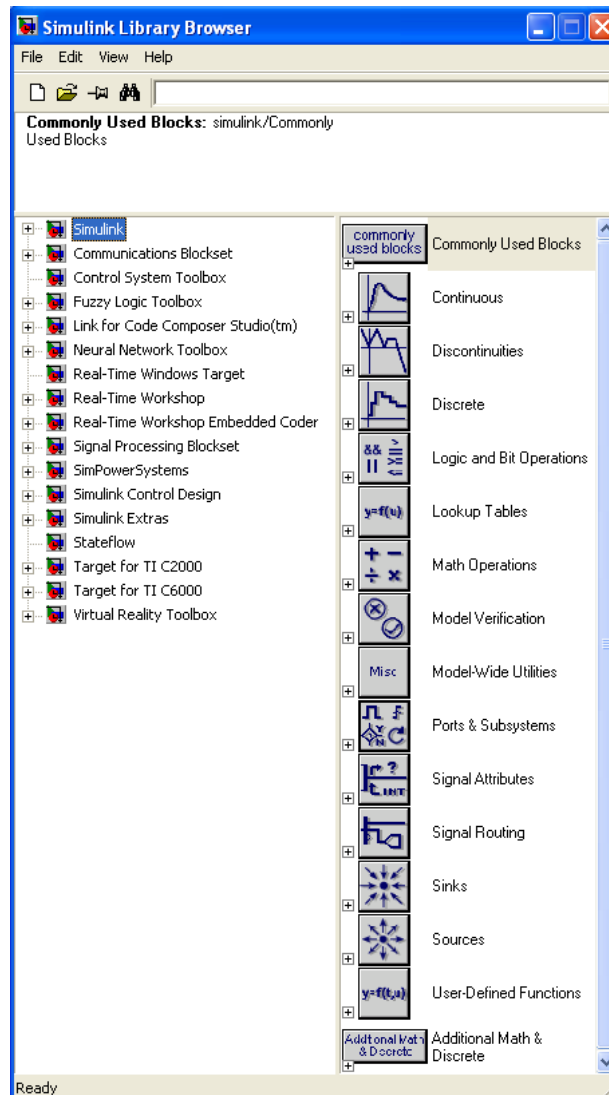 Simulink Library Browser
File Edit View Help
Commonly Used Blocks: simulink/Commonly
Used Blocks
Simulink
Communications Blockset
Control System Toolbox
Fuzzy Logic Toolbox
Link for Code Composer Studio(tm)
Neural Network Toolbox
Real-Time Windows Target
Real-Time Workshop
Real-Time Workshop Embedded Coder
Signal Processing Blockset
SimPowerSystems
Simulink Control Design
Simulink Extras
Stateflow
Target for TI C2000
Target for TI C6000
Virtual Reality Toolbox
commonly
used blocks
Commonly Used Blocks
Continuous
Discontinuities
Discrete
&& > =
|| >= <=
Logic and Bit Operations
y=f(u)
Lookup Tables
+ −
÷ ×
Math Operations
Model Verification
Misc
Model-Wide Utilities
Y
N
Ports & Subsystems
?
t, INT
Signal Attributes
Signal Routing
Sinks
Sources
y=f(t,u)
User-Defined Functions
Additional Math
& Discrete
Additional Math &
Discrete
Ready